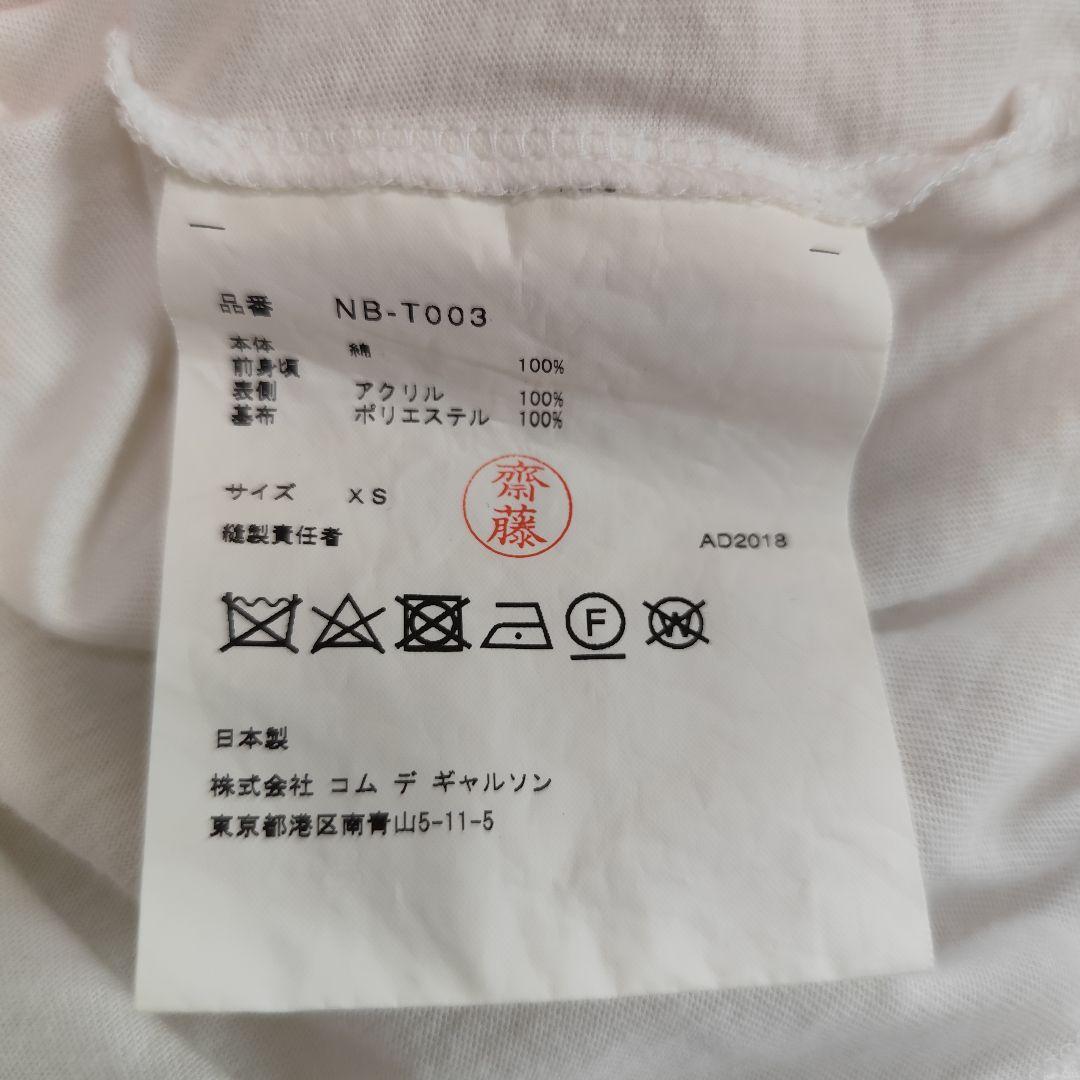 品番 NB-T003
本体 綿 100%
前身頃
表側 アクリル 100%
基布 ポリエステル 100%
齋藤
サイズ XS
縫製責任者 AD2018
F
W
日本製
株式会社 コム デ ギャルソン
東京都港区南青山5-11-5